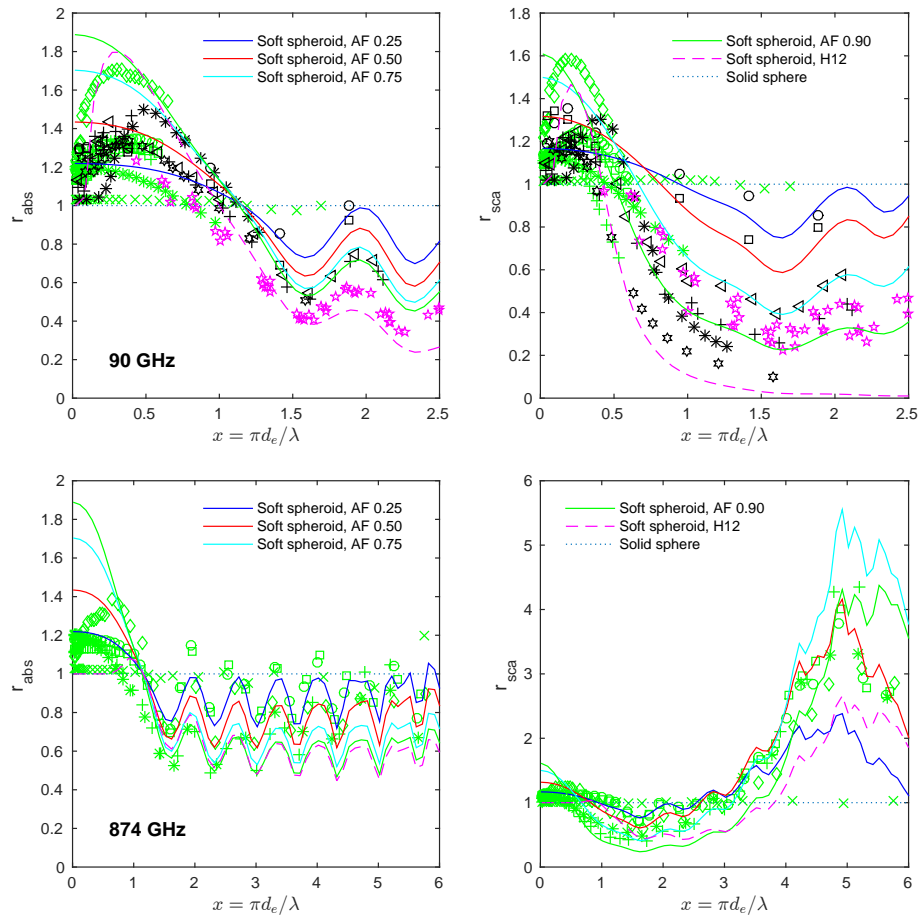 2
1.8
1.6
1.4
1.2
1
0.8
0.6
0.4
0.2
0
r_abs
Soft spheroid, AF 0.25
Soft spheroid, AF 0.50
Soft spheroid, AF 0.75
90 GHz
0 0.5 1 1.5 2 2.5
x = πd_e/λ
1.8
1.6
1.4
1.2
1
0.8
0.6
0.4
0.2
0
r_sca
Soft spheroid, AF 0.90
Soft spheroid, H12
Solid sphere
0 0.5 1 1.5 2 2.5
x = πd_e/λ
2
1.8
1.6
1.4
1.2
1
0.8
0.6
0.4
0.2
0
r_abs
Soft spheroid, AF 0.25
Soft spheroid, AF 0.50
Soft spheroid, AF 0.75
874 GHz
0 1 2 3 4 5 6
x = πd_e/λ
6
5
4
3
2
1
0
r_sca
Soft spheroid, AF 0.90
Soft spheroid, H12
Solid sphere
0 1 2 3 4 5 6
x = πd_e/λ